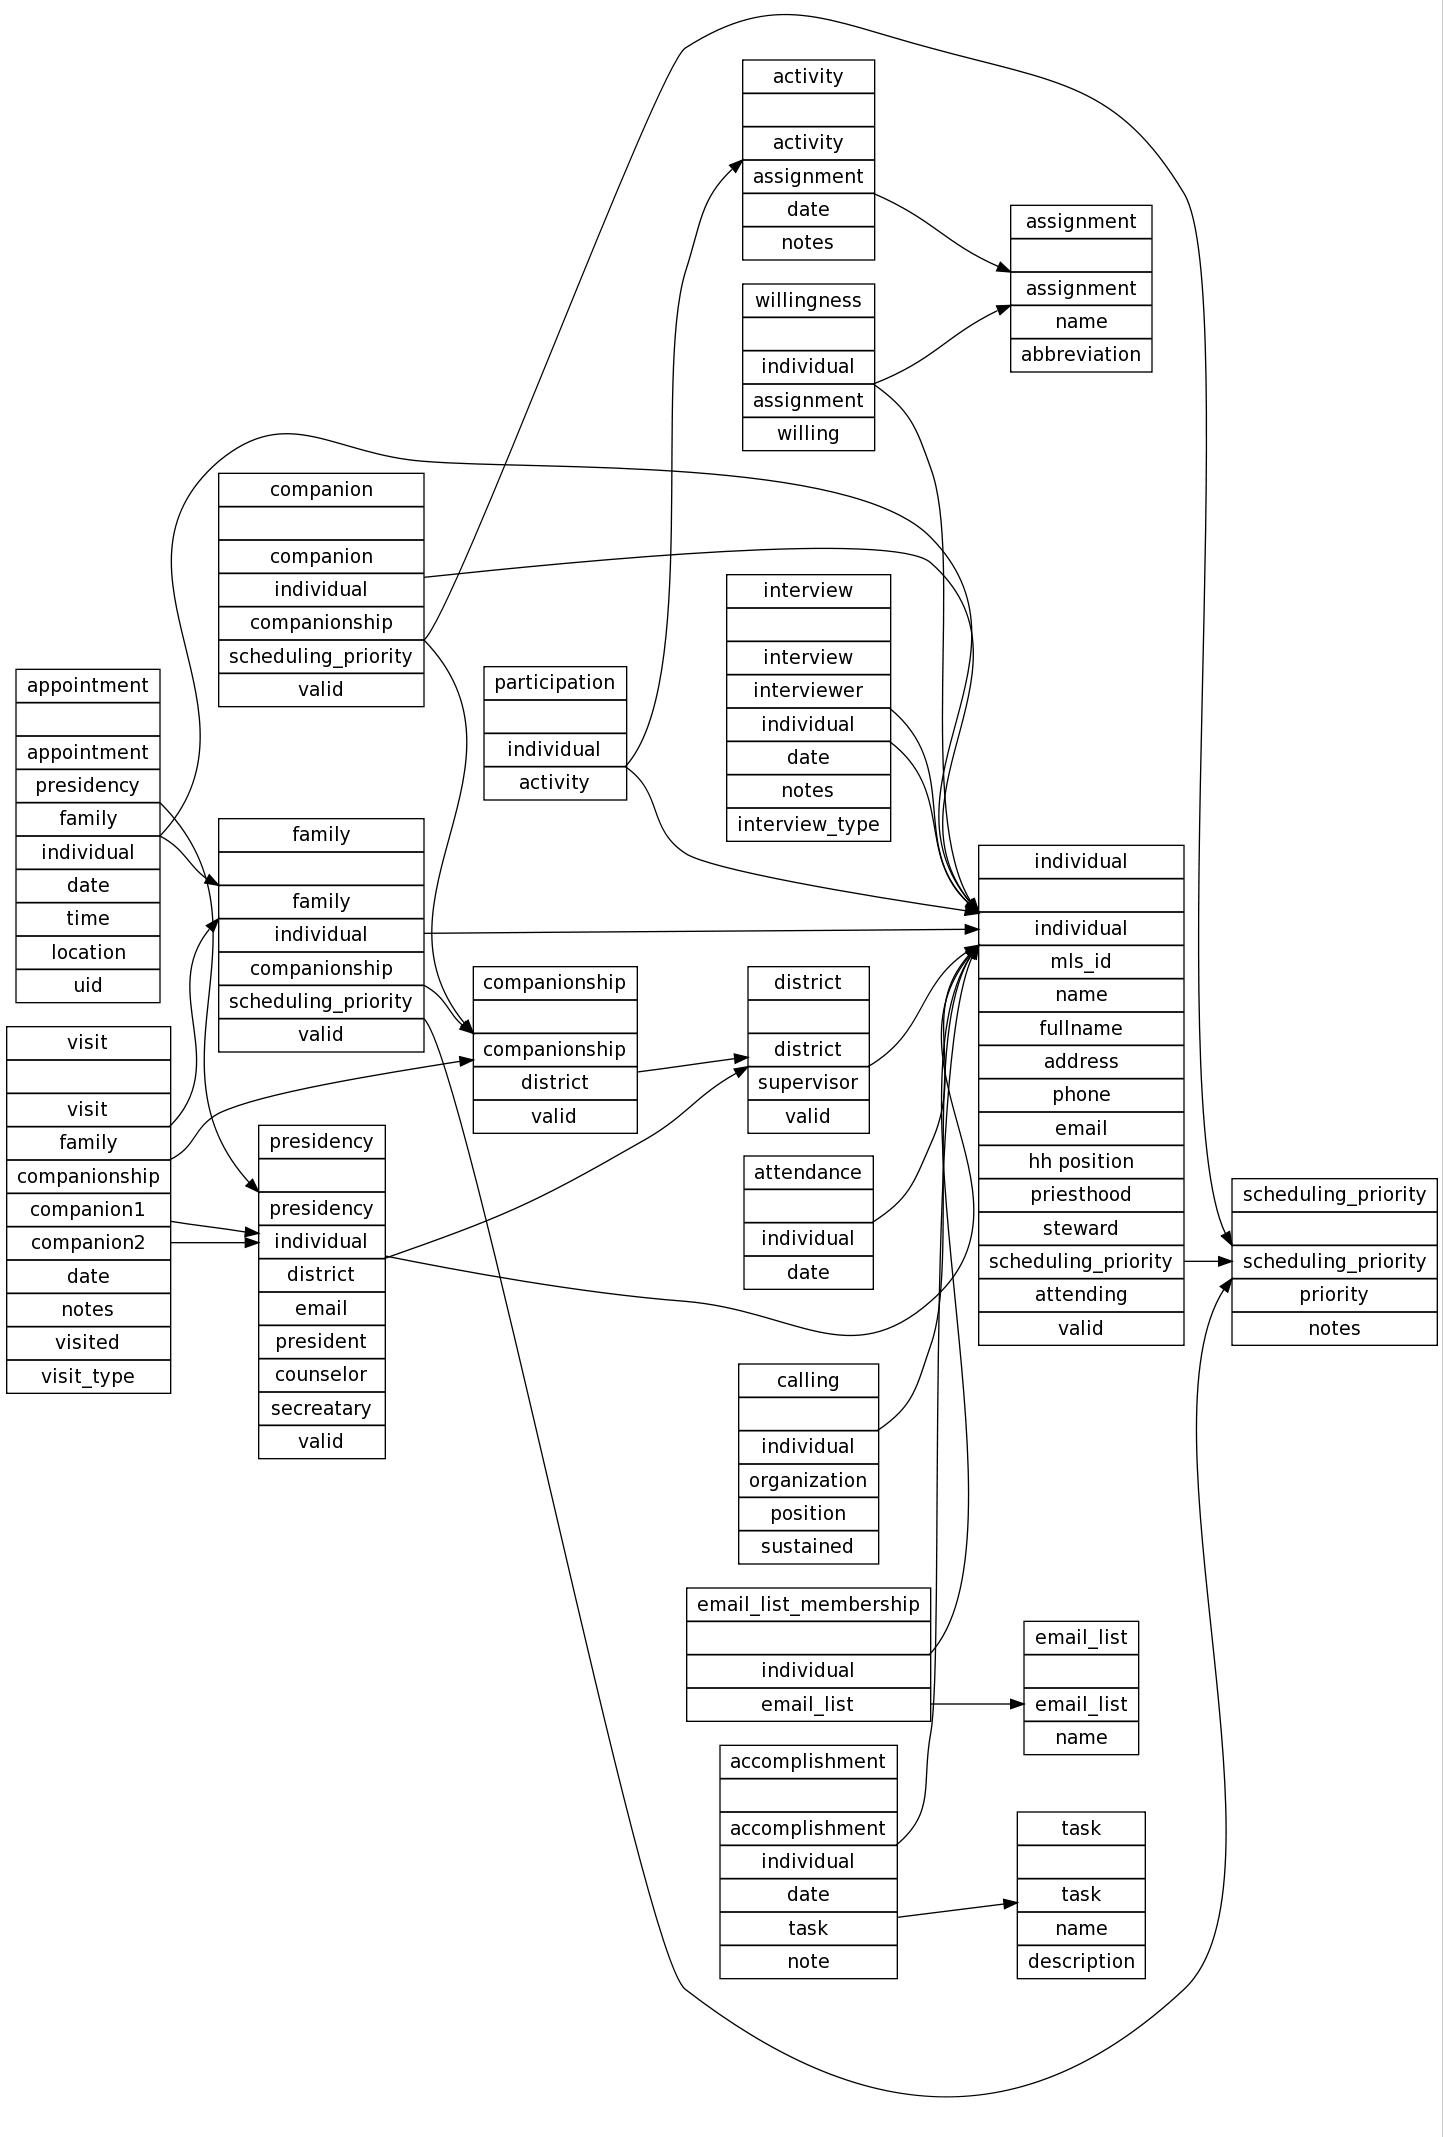 activity
activity
assignment
date
notes
assignment
assignment
name
abbreviation
willingness
individual
assignment
willing
companion
companion
individual
companionship
scheduling_priority
valid
interview
interview
interviewer
individual
date
notes
interview_type
participation
individual
activity
appointment
appointment
presidency
family
individual
date
time
location
uid
family
family
individual
companionship
scheduling_priority
valid
individual
individual
mls_id
name
fullname
address
phone
email
hh position
priesthood
steward
scheduling_priority
attending
valid
companionship
companionship
district
valid
district
district
supervisor
valid
visit
visit
family
companionship
companion1
companion2
date
notes
visited
visit_type
presidency
presidency
individual
district
email
president
counselor
secreatary
valid
attendance
individual
date
scheduling_priority
scheduling_priority
priority
notes
calling
individual
organization
position
sustained
email_list_membership
individual
email_list
email_list
email_list
name
accomplishment
accomplishment
individual
date
task
note
task
task
name
description